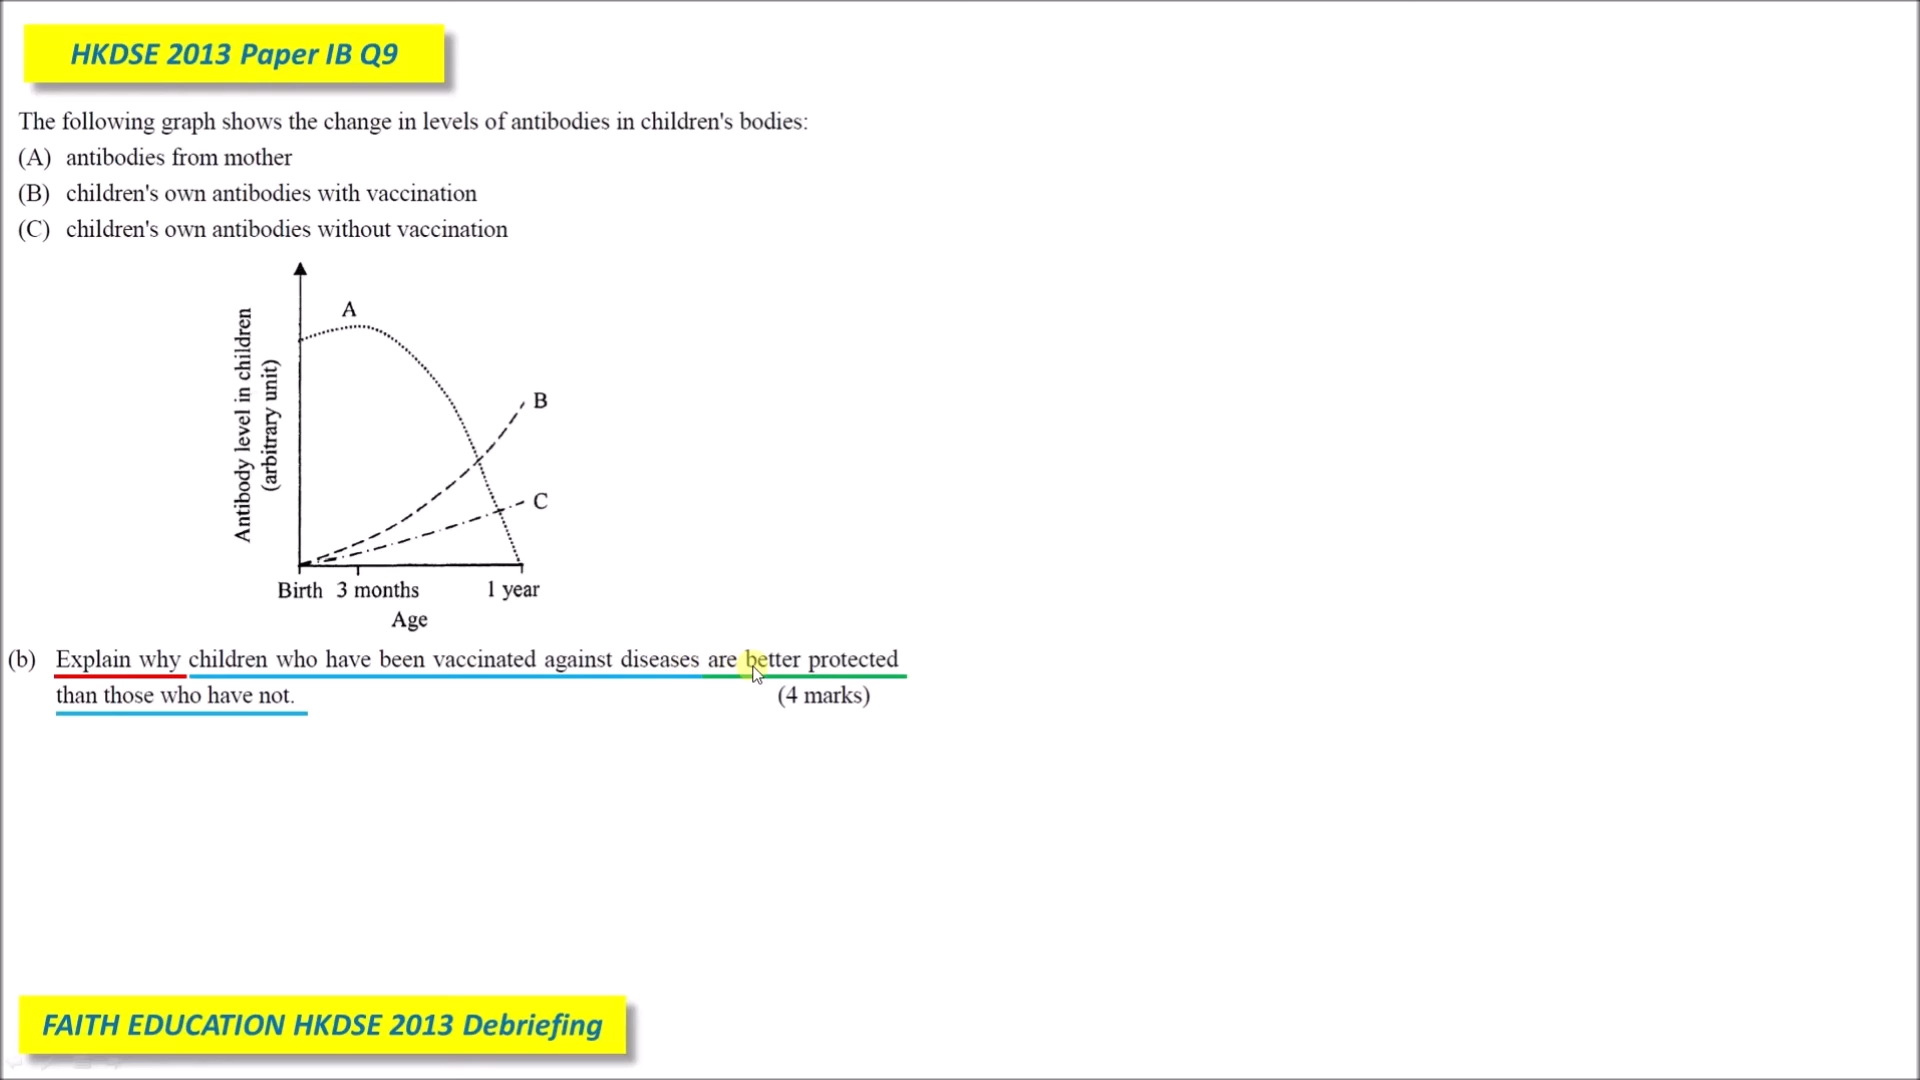 HKDSE 2013 Paper IB Q9
The following graph shows the change in levels of antibodies in children's bodies:
(A) antibodies from mother
(B) children's own antibodies with vaccination
(C) children's own antibodies without vaccination
Antibody level in children
(arbitrary unit)
A
B
C
Birth 3 months 1 year
Age
(b) Explain why children who have been vaccinated against diseases are better protected
than those who have not. (4 marks)
FAITH EDUCATION HKDSE 2013 Debriefing